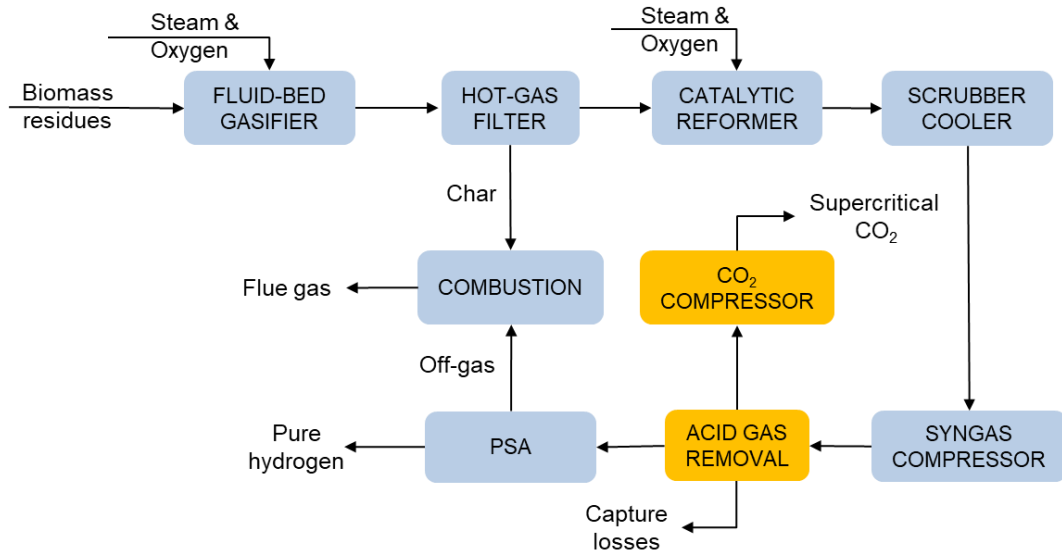 Steam &
Oxygen
Steam &
Oxygen
Biomass
residues
FLUID-BED
GASIFIER
HOT-GAS
FILTER
CATALYTIC
REFORMER
SCRUBBER
COOLER
Char
Supercritical
CO₂
Flue gas
COMBUSTION
CO₂
COMPRESSOR
Off-gas
Pure
hydrogen
PSA
ACID GAS
REMOVAL
SYNGAS
COMPRESSOR
Capture
losses